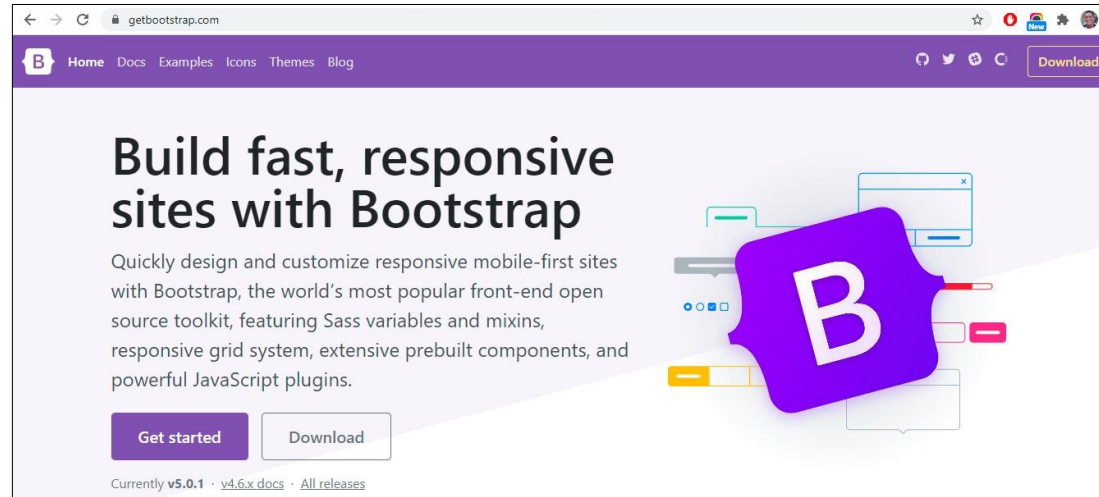 getbootstrap.com
New
B Home Docs Examples Icons Themes Blog Download
Build fast, responsive
sites with Bootstrap
Quickly design and customize responsive mobile-first sites
with Bootstrap, the world's most popular front-end open
source toolkit, featuring Sass variables and mixins,
responsive grid system, extensive prebuilt components, and
powerful JavaScript plugins.
B
Get started Download
Currently v5.0.1 · v4.6.x docs · All releases